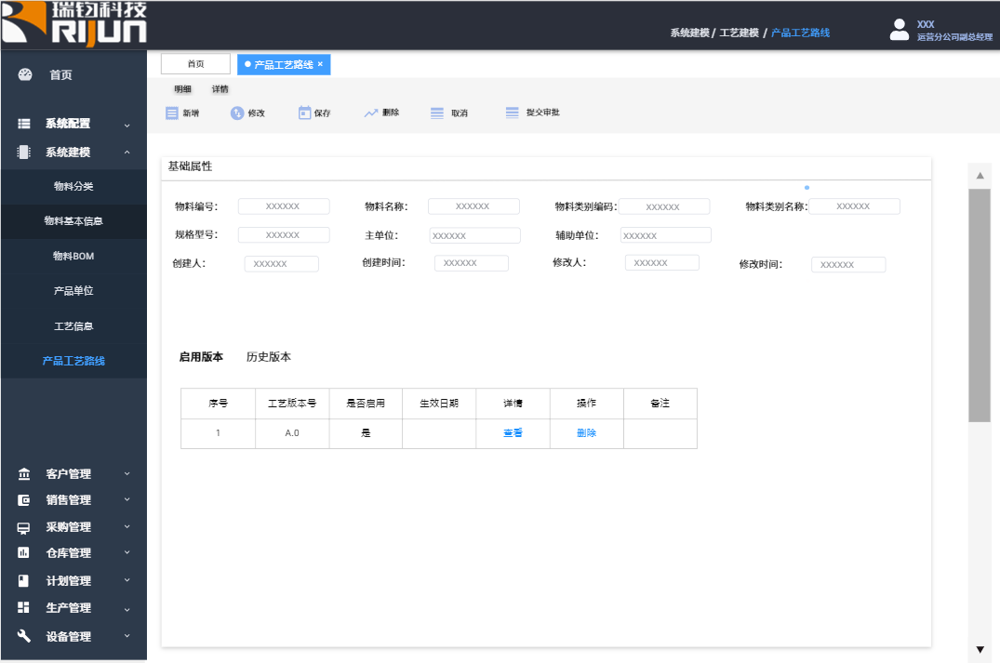 瑞钧科技
RIJUN
系统建模 / 工艺建模 / 产品工艺路线
XXX
运营分公司副总经理
首页
系统配置
系统建模
物料分类
物料基本信息
物料BOM
产品单位
工艺信息
产品工艺路线
客户管理
销售管理
采购管理
仓库管理
计划管理
生产管理
设备管理
首页 产品工艺路线 ×
明细 详情
新增 修改 保存 删除 取消 提交审批
基础属性
物料编号： XXXXXX 物料名称： XXXXXX 物料类别编码： XXXXXX 物料类别名称： XXXXXX
规格型号： XXXXXX 主单位： XXXXXX 辅助单位： XXXXXX
创建人： XXXXXX 创建时间： XXXXXX 修改人： XXXXXX 修改时间： XXXXXX
启用版本 历史版本
序号 工艺版本号 是否启用 生效日期 详情 操作 备注
1 A.0 是 查看 删除